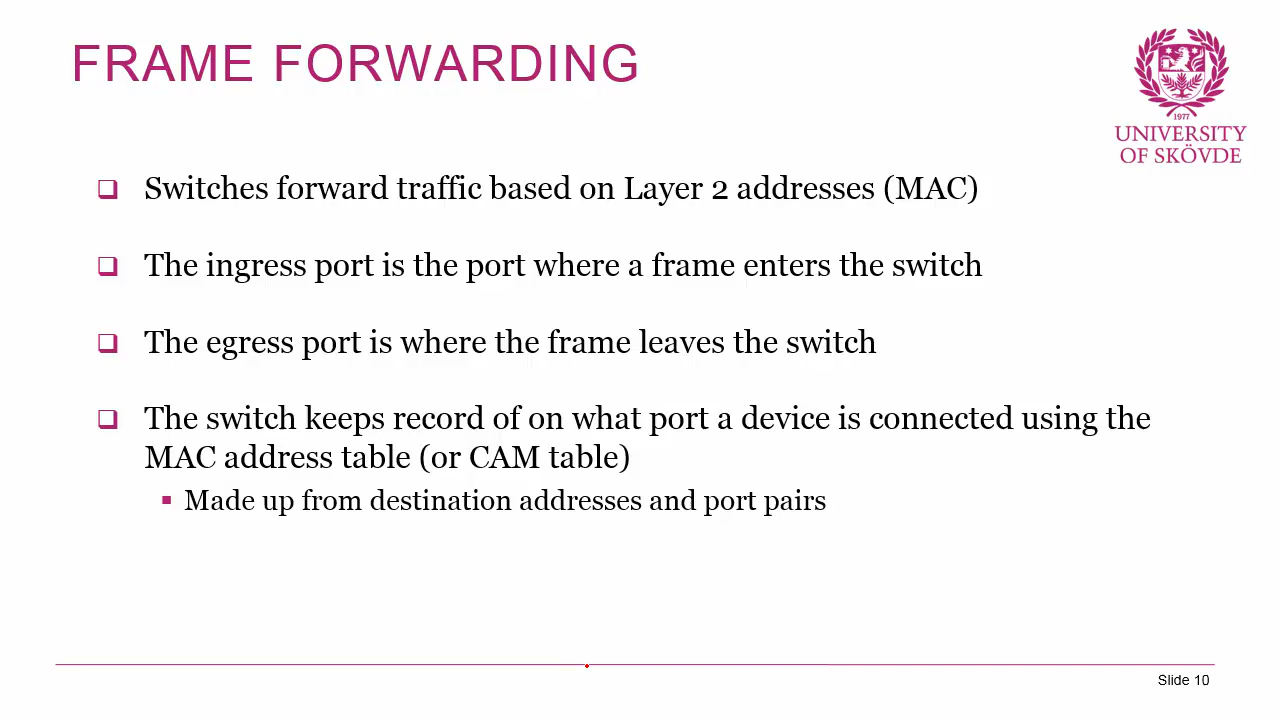 FRAME FORWARDING
1977
UNIVERSITY
OF SKÖVDE
Switches forward traffic based on Layer 2 addresses (MAC)
The ingress port is the port where a frame enters the switch
The egress port is where the frame leaves the switch
The switch keeps record of on what port a device is connected using the
MAC address table (or CAM table)
Made up from destination addresses and port pairs
Slide 10